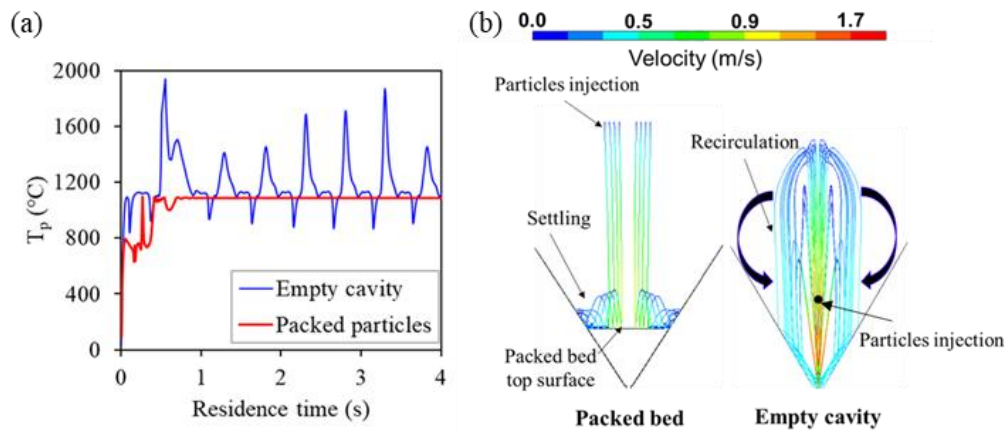 (a)
2000
1600
1200
800
400
0
Tp (°C)
0 1 2 3 4
Residence time (s)
Empty cavity
Packed particles
(b)
0.0 0.5 0.9 1.7
Velocity (m/s)
Particles injection
Recirculation
Settling
Packed bed
top surface
Particles injection
Packed bed
Empty cavity